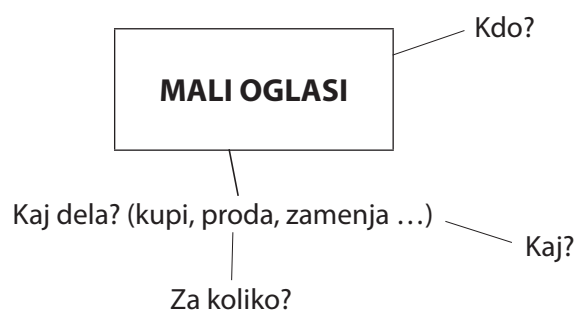 Kdo?
MALI OGLASI
Kaj dela? (kupi, proda, zamenja …)
Kaj?
Za koliko?